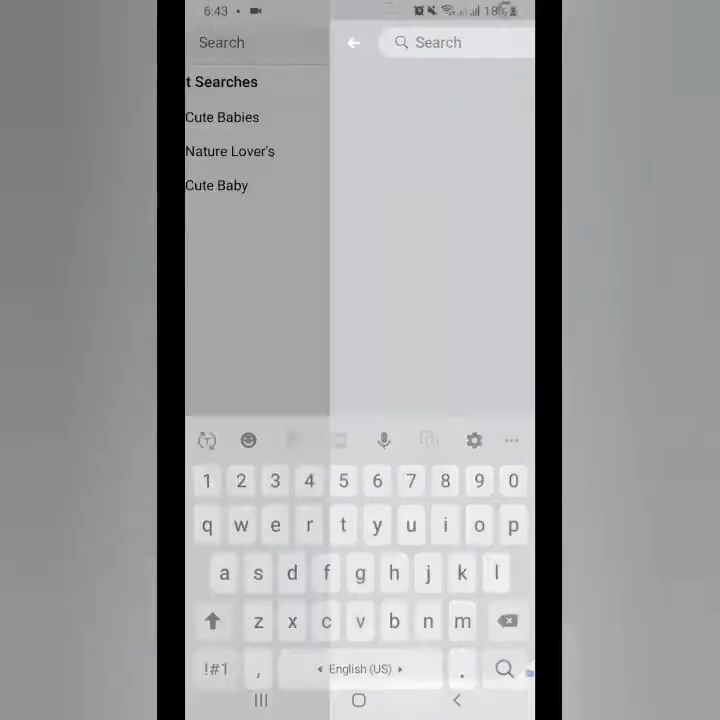 6:43
18%
Search
Search
t Searches
Cute Babies
Nature Lover's
Cute Baby
1 2 3 4 5 6 7 8 9 0
q w e r t y u i o p
a s d f g h j k l
z x c v b n m
!#1 , English (US) .